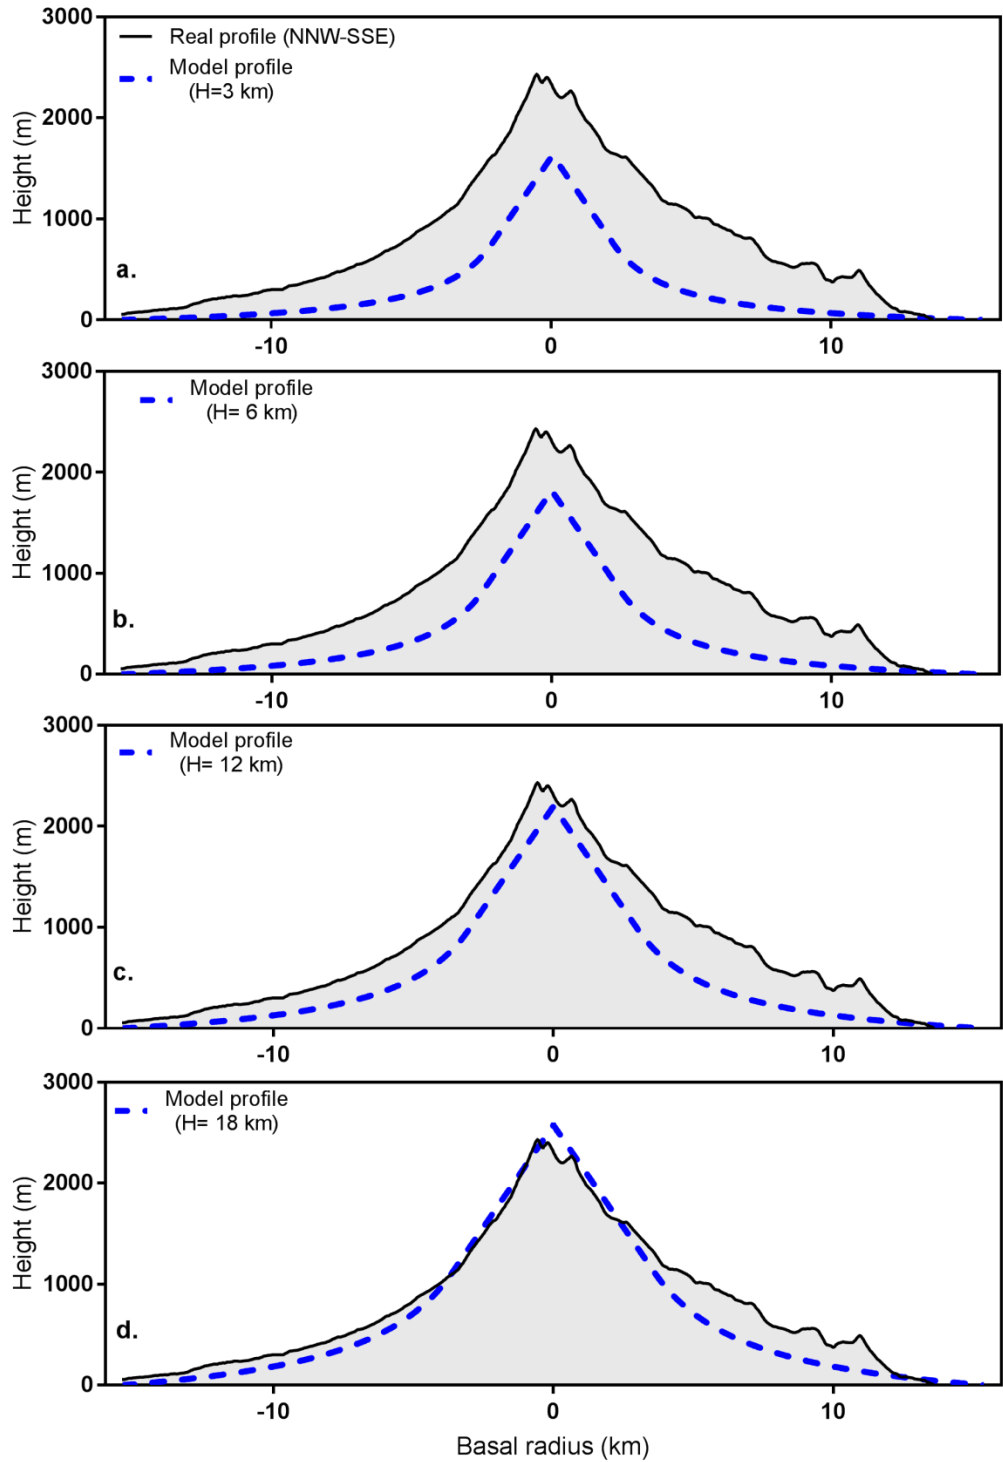 3000
Real profile (NNW-SSE)
Model profile
(H=3 km)
2000
Height (m)
1000
a.
0
-10
0
10
3000
Model profile
(H= 6 km)
2000
Height (m)
1000
b.
0
-10
0
10
3000
Model profile
(H= 12 km)
2000
Height (m)
1000
c.
0
-10
0
10
3000
Model profile
(H= 18 km)
2000
Height (m)
1000
d.
0
-10
0
10
Basal radius (km)